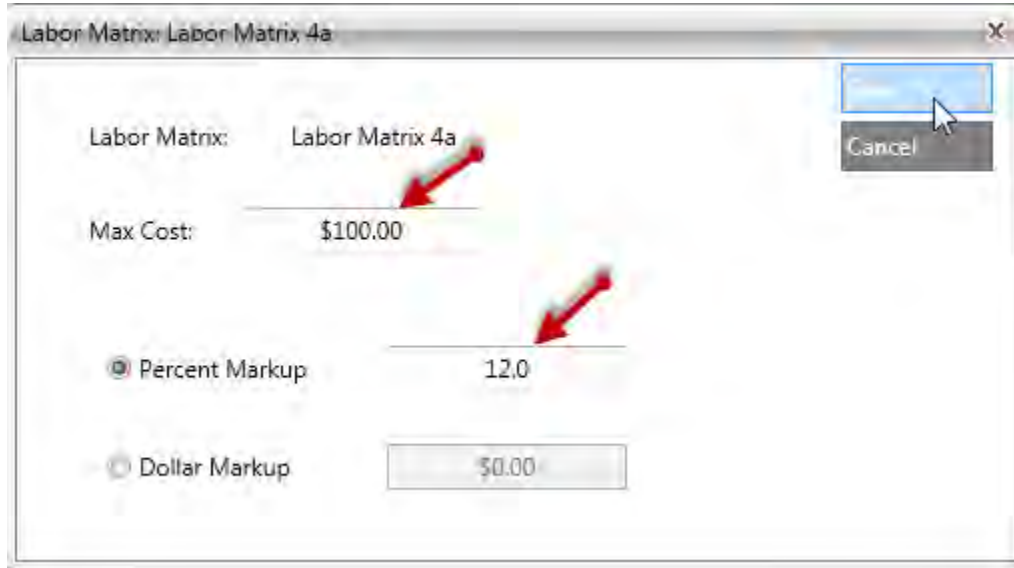 Labor Matrix: Labor Matrix 4a
Labor Matrix: Labor Matrix 4a
Cancel
Max Cost: $100.00
Percent Markup 12.0
Dollar Markup $0.00